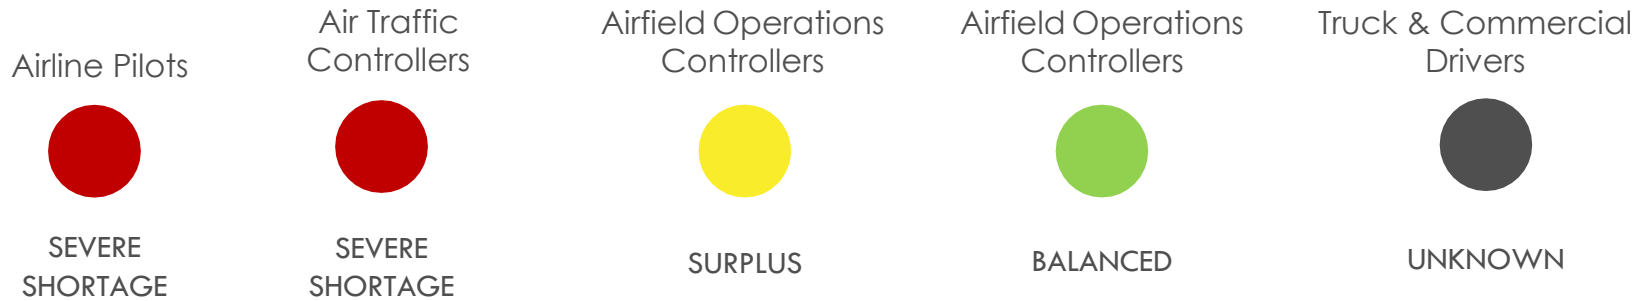 Airline Pilots
Air Traffic
Controllers
Airfield Operations
Controllers
Airfield Operations
Controllers
Truck & Commercial
Drivers
SEVERE
SHORTAGE
SEVERE
SHORTAGE
SURPLUS
BALANCED
UNKNOWN